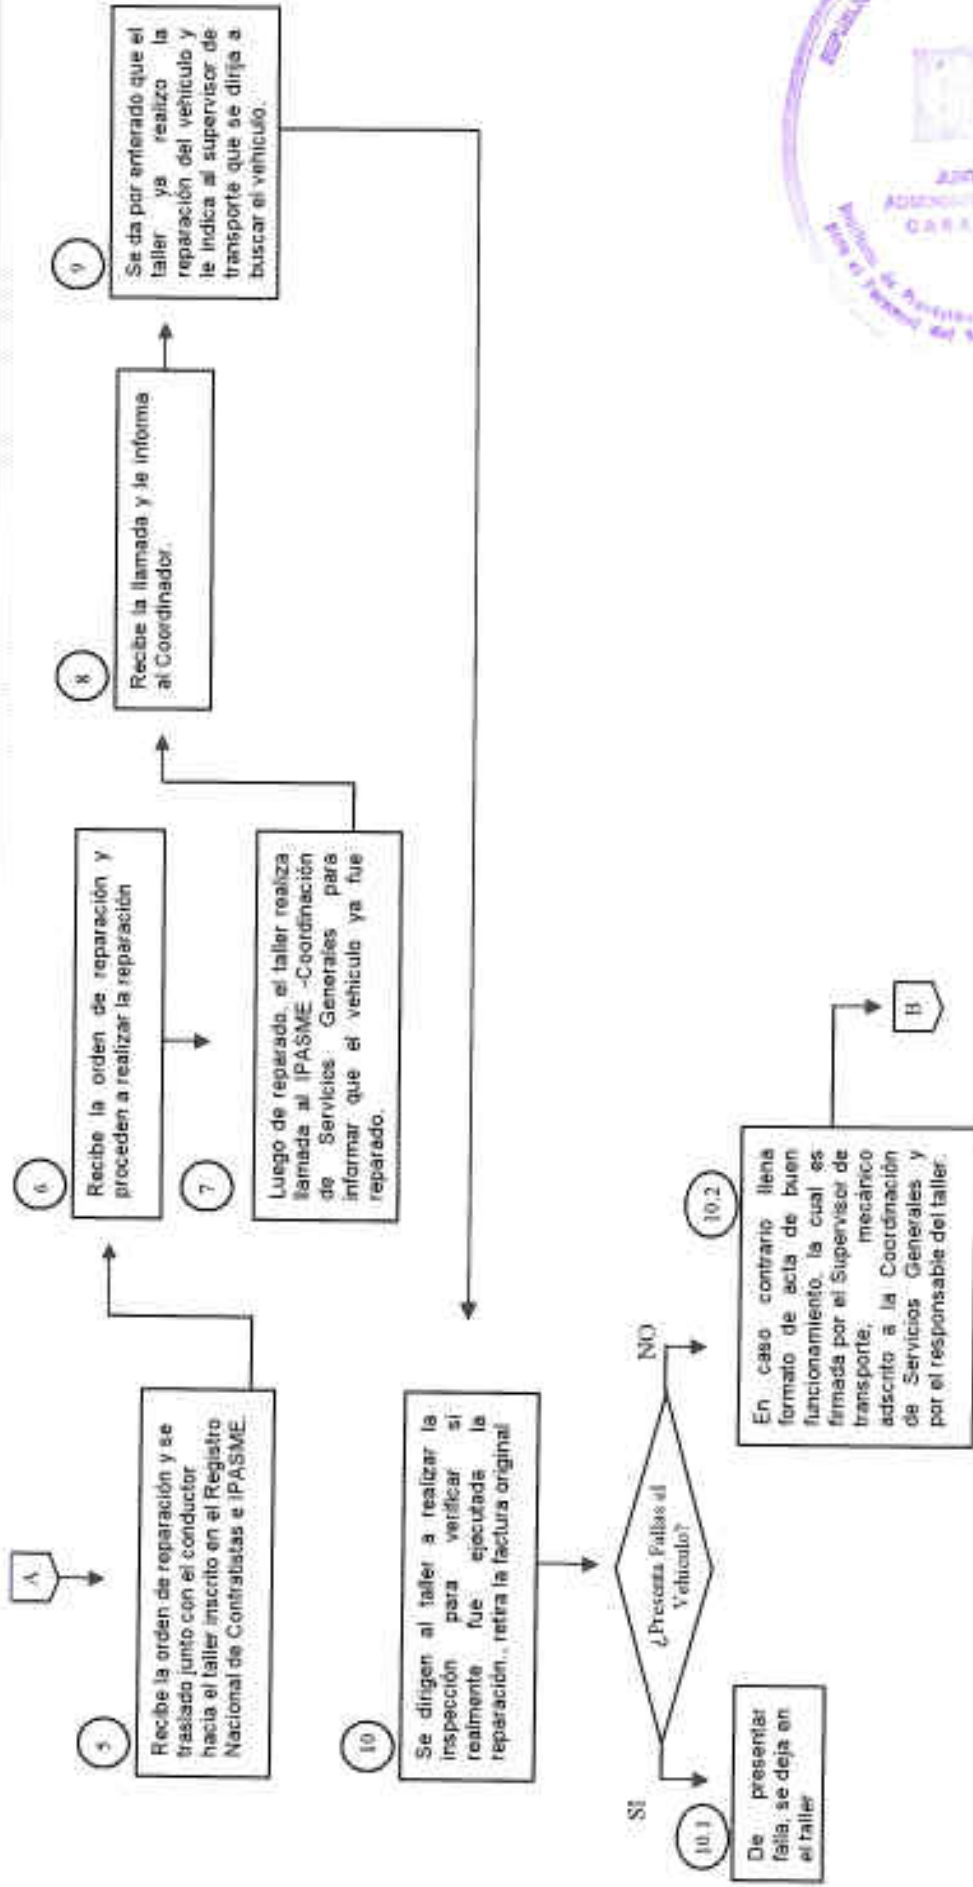 A
5
Recibe la orden de reparación y se
traslado junto con el conductor
hacia el taller inscrito en el Registro
Nacional de Contratistas e IPASME.
6
Recibe la orden de reparación y
proceden a realizar la reparación
7
Luego de reparado, el taller realiza
llamada al IPASME -Coordinación
de Servicios Generales para
informar que el vehículo ya fue
reparado.
8
Recibe la llamada y le informa
al Coordinador.
9
Se da por enterado que el
taller ya realizo la
reparación del vehículo y
le indica al supervisor de
transporte que se dirija a
buscar el vehículo.
10
Se dirigen al taller a realizar la
inspección para verificar si
realmente fue ejecutada la
reparación., retira la factura original
¿Presenta Fallas el
Vehículo?
SI
NO
10.1
De presentar
falla, se deja en
el taller
10.2
En caso contrario llena
formato de acta de buen
funcionamiento, la cual es
firmada por el Supervisor de
transporte, mecánico
adscrito a la Coordinación
de Servicios Generales y
por el responsable del taller.
B